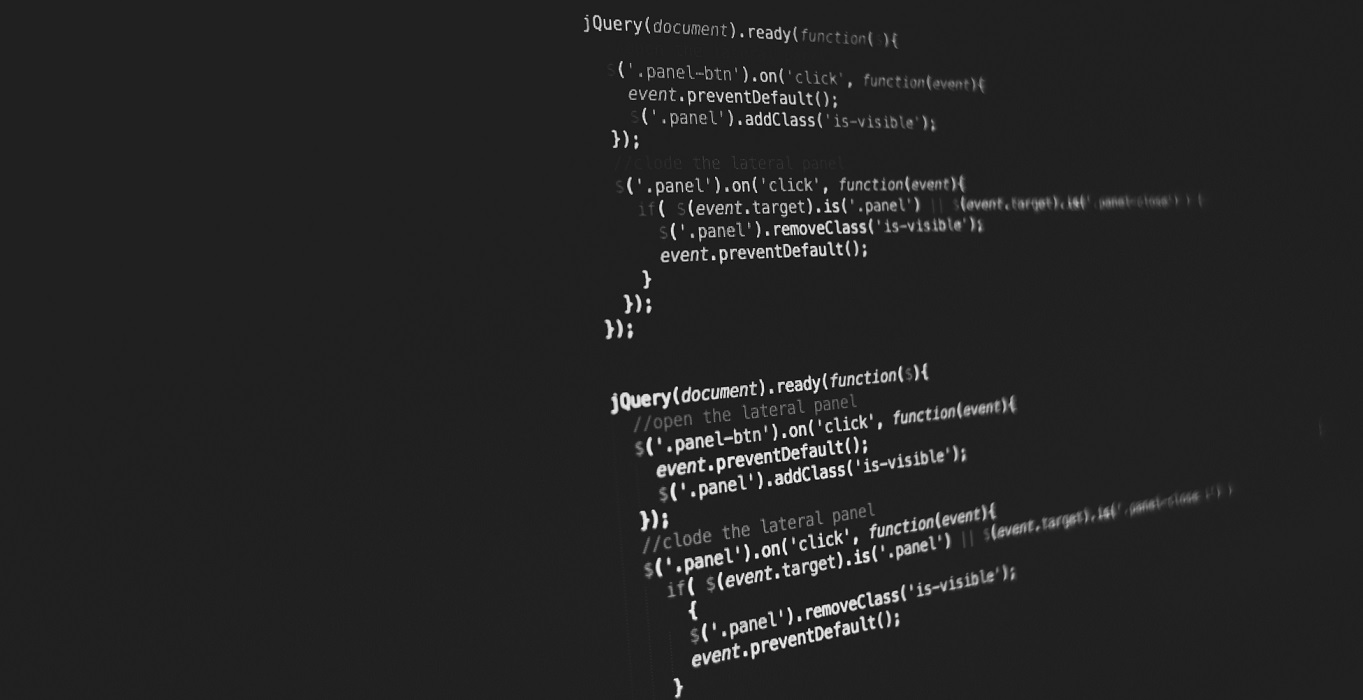 jQuery(document).ready(function( ){
$('.panel-btn').on('click', function(event){
event.preventDefault();
$('.panel').addClass('is-visible');
});
//clode the lateral panel
$('.panel').on('click', function(event){
if( $(event.target).is('.panel') || $(event.target).is('.panel-close') ) {
$('.panel').removeClass('is-visible');
event.preventDefault();
}
});
});
jQuery(document).ready(function($){
//open the lateral panel
$('.panel-btn').on('click', function(event){
event.preventDefault();
$('.panel').addClass('is-visible');
});
//clode the lateral panel
$('.panel').on('click', function(event){
if( $(event.target).is('.panel') || $(event.target).is('.panel-close
{
$('.panel').removeClass('is-visible');
event.preventDefault();
}